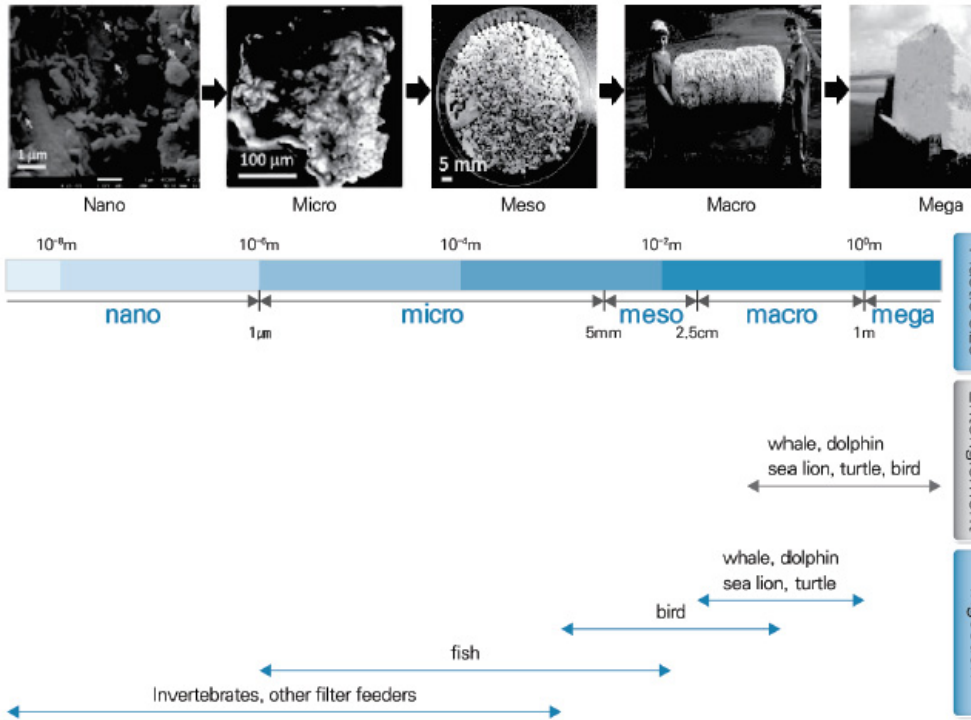 1 μm
100 μm
5 mm
Nano
Micro
Meso
Macro
Mega
10⁻⁸m
10⁻⁶m
10⁻⁴m
10⁻²m
10⁰m
nano
micro
meso
macro
mega
1μm
5mm
2,5cm
1m
whale, dolphin
sea lion, turtle, bird
whale, dolphin
sea lion, turtle
bird
fish
Invertebrates, other filter feeders